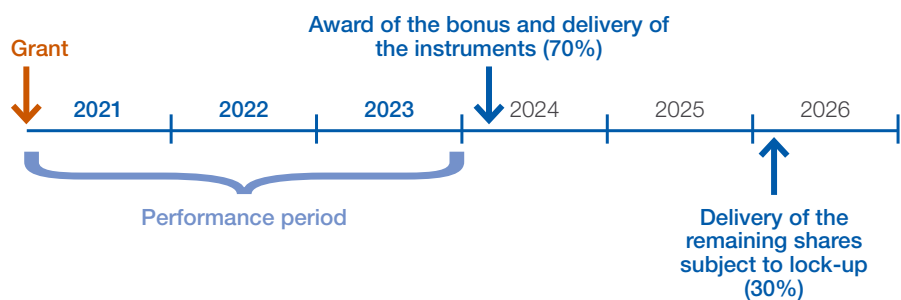 Award of the bonus and delivery of
the instruments (70%)
Grant
2021 2022 2023 2024 2025 2026
Performance period
Delivery of the
remaining shares
subject to lock-up
(30%)